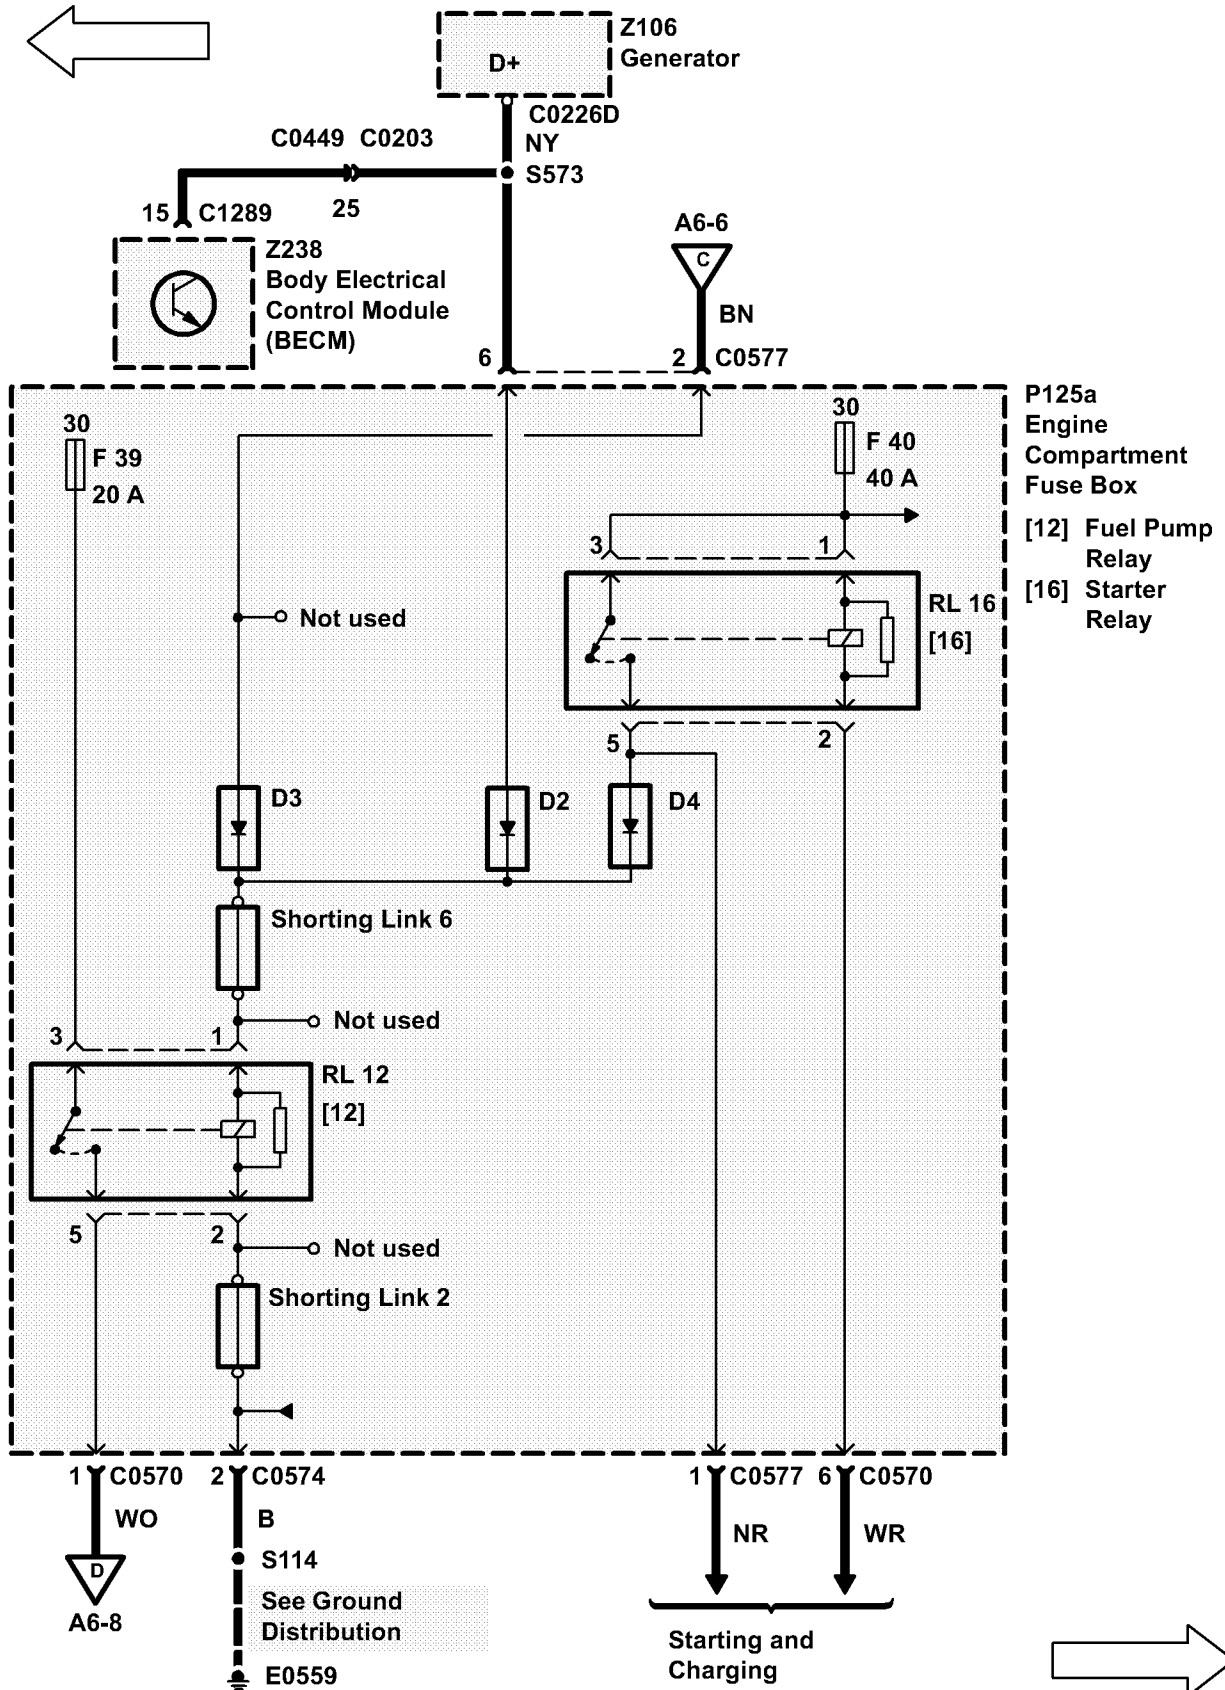 Z106
Generator
D+
C0226D
NY
C0449 C0203
S573
15 C1289
25
A6-6
C
Z238
Body Electrical
Control Module
(BECM)
BN
6
2 C0577
P125a
Engine
Compartment
Fuse Box
[12] Fuel Pump
Relay
[16] Starter
Relay
30
F 39
20 A
30
F 40
40 A
3
1
RL 16
[16]
Not used
5
2
D3
D2
D4
Shorting Link 6
Not used
3
1
RL 12
[12]
5
2
Not used
Shorting Link 2
1 C0570
2 C0574
1 C0577
6 C0570
WO
B
NR
WR
D
A6-8
S114
See Ground
Distribution
E0559
Starting and
Charging